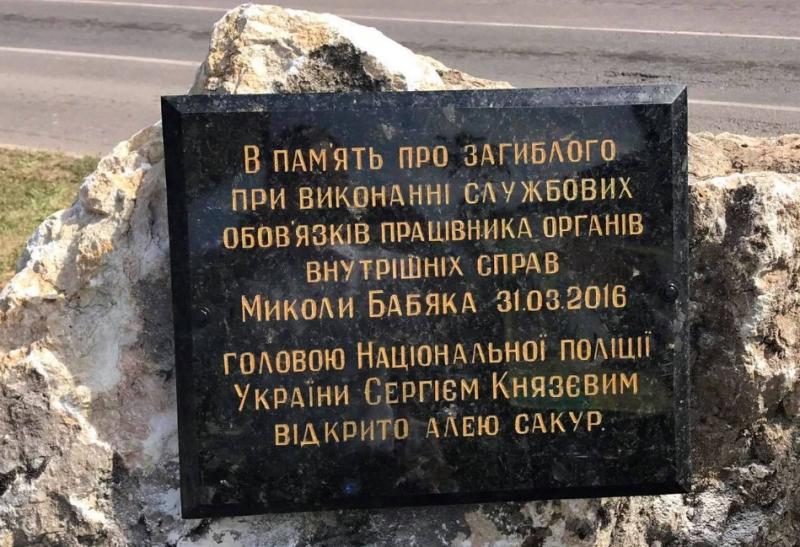 В пам'ять про загиблого
при виконанні службових
обов'язків працівника органів
внутрішніх справ
Миколи Бабяка 31.03.2016
головою Національної поліції
України Сергієм Князєвим
відкрито алею сакур.